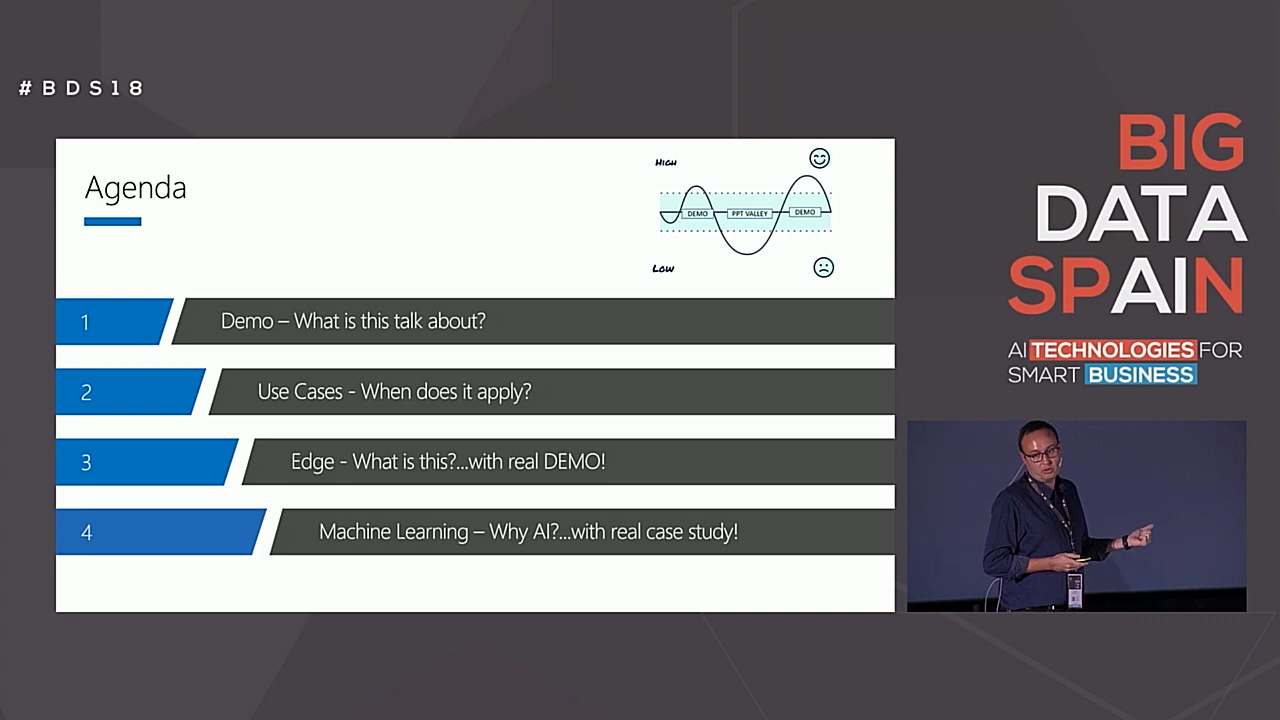 #BDS18
Agenda
HIGH
DEMO
PPT VALLEY
DEMO
LOW
1
Demo – What is this talk about?
2
Use Cases - When does it apply?
3
Edge - What is this?...with real DEMO!
4
Machine Learning – Why AI?...with real case study!
BIG
DATA
SPAIN
AI TECHNOLOGIES FOR
SMART BUSINESS